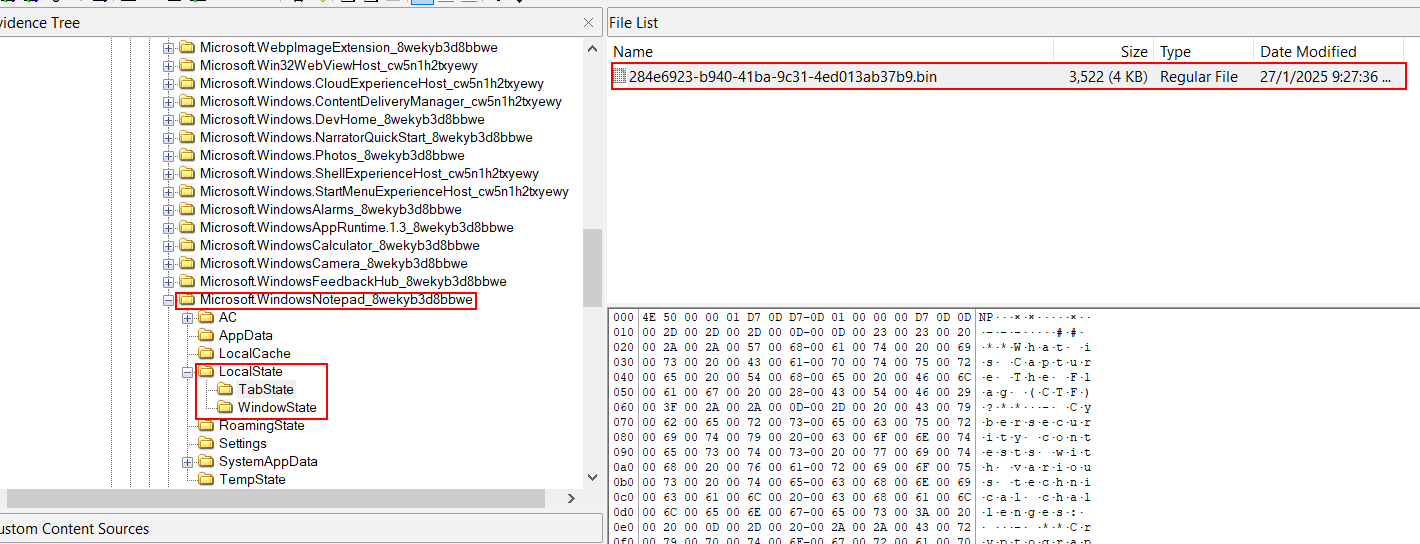 vidence Tree
Microsoft.WebpImageExtension_8wekyb3d8bbwe
Microsoft.Win32WebViewHost_cw5n1h2txyewy
Microsoft.Windows.CloudExperienceHost_cw5n1h2txyewy
Microsoft.Windows.ContentDeliveryManager_cw5n1h2txyewy
Microsoft.Windows.DevHome_8wekyb3d8bbwe
Microsoft.Windows.NarratorQuickStart_8wekyb3d8bbwe
Microsoft.Windows.Photos_8wekyb3d8bbwe
Microsoft.Windows.ShellExperienceHost_cw5n1h2txyewy
Microsoft.Windows.StartMenuExperienceHost_cw5n1h2txyewy
Microsoft.WindowsAlarms_8wekyb3d8bbwe
Microsoft.WindowsAppRuntime.1.3_8wekyb3d8bbwe
Microsoft.WindowsCalculator_8wekyb3d8bbwe
Microsoft.WindowsCamera_8wekyb3d8bbwe
Microsoft.WindowsFeedbackHub_8wekyb3d8bbwe
Microsoft.WindowsNotepad_8wekyb3d8bbwe
AC
AppData
LocalCache
LocalState
TabState
WindowState
RoamingState
Settings
SystemAppData
TempState
ustom Content Sources
File List
Name Size Type Date Modified
284e6923-b940-41ba-9c31-4ed013ab37b9.bin 3,522 (4 KB) Regular File 27/1/2025 9:27:36 ...
000 4E 50 00 00 01 D7 0D D7-0D 01 00 00 00 D7 0D 0D NP···×·×·····×··
010 00 2D 00 2D 00 2D 00 0D-00 0D 00 23 00 23 00 20 ·-·-·-·····#·#· 
020 00 2A 00 2A 00 57 00 68-00 61 00 74 00 20 00 69 ·*·*·W·h·a·t· ·i
030 00 73 00 20 00 43 00 61-00 70 00 74 00 75 00 72 ·s· ·C·a·p·t·u·r
040 00 65 00 20 00 54 00 68-00 65 00 20 00 46 00 6C ·e· ·T·h·e· ·F·l
050 00 61 00 67 00 20 00 28-00 43 00 54 00 46 00 29 ·a·g· ·(·C·T·F·)
060 00 3F 00 2A 00 2A 00 0D-00 2D 00 20 00 43 00 79 ·?·*·*···-· ·C·y
070 00 62 00 65 00 72 00 73-00 65 00 63 00 75 00 72 ·b·e·r·s·e·c·u·r
080 00 69 00 74 00 79 00 20-00 63 00 6F 00 6E 00 74 ·i·t·y· ·c·o·n·t
090 00 65 00 73 00 74 00 73-00 20 00 77 00 69 00 74 ·e·s·t·s· ·w·i·t
0a0 00 68 00 20 00 76 00 61-00 72 00 69 00 6F 00 75 ·h· ·v·a·r·i·o·u
0b0 00 73 00 20 00 74 00 65-00 63 00 68 00 6E 00 69 ·s· ·t·e·c·h·n·i
0c0 00 63 00 61 00 6C 00 20-00 63 00 68 00 61 00 6C ·c·a·l· ·c·h·a·l
0d0 00 6C 00 65 00 6E 00 67-00 65 00 73 00 3A 00 20 ·l·e·n·g·e·s·:· 
0e0 00 20 00 0D 00 2D 00 20-00 2A 00 2A 00 43 00 72 · ···-· ·*·*·C·r
0f0 00 79 00 70 00 74 00 6F-00 67 00 72 00 61 00 70 ·y·p·t·o·g·r·a·p